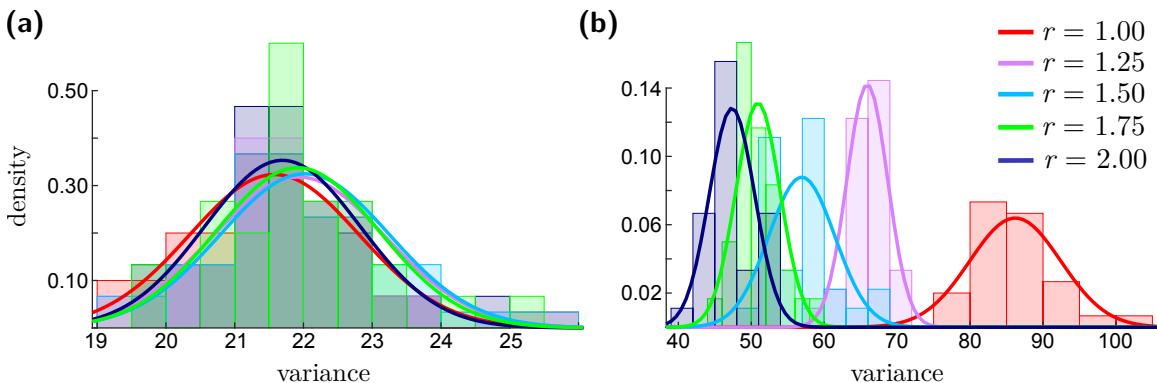 (a)
density
0.50
0.30
0.10
19 20 21 22 23 24 25
variance
(b)
0.14
0.10
0.06
0.02
40 50 60 70 80 90 100
variance
r = 1.00
r = 1.25
r = 1.50
r = 1.75
r = 2.00